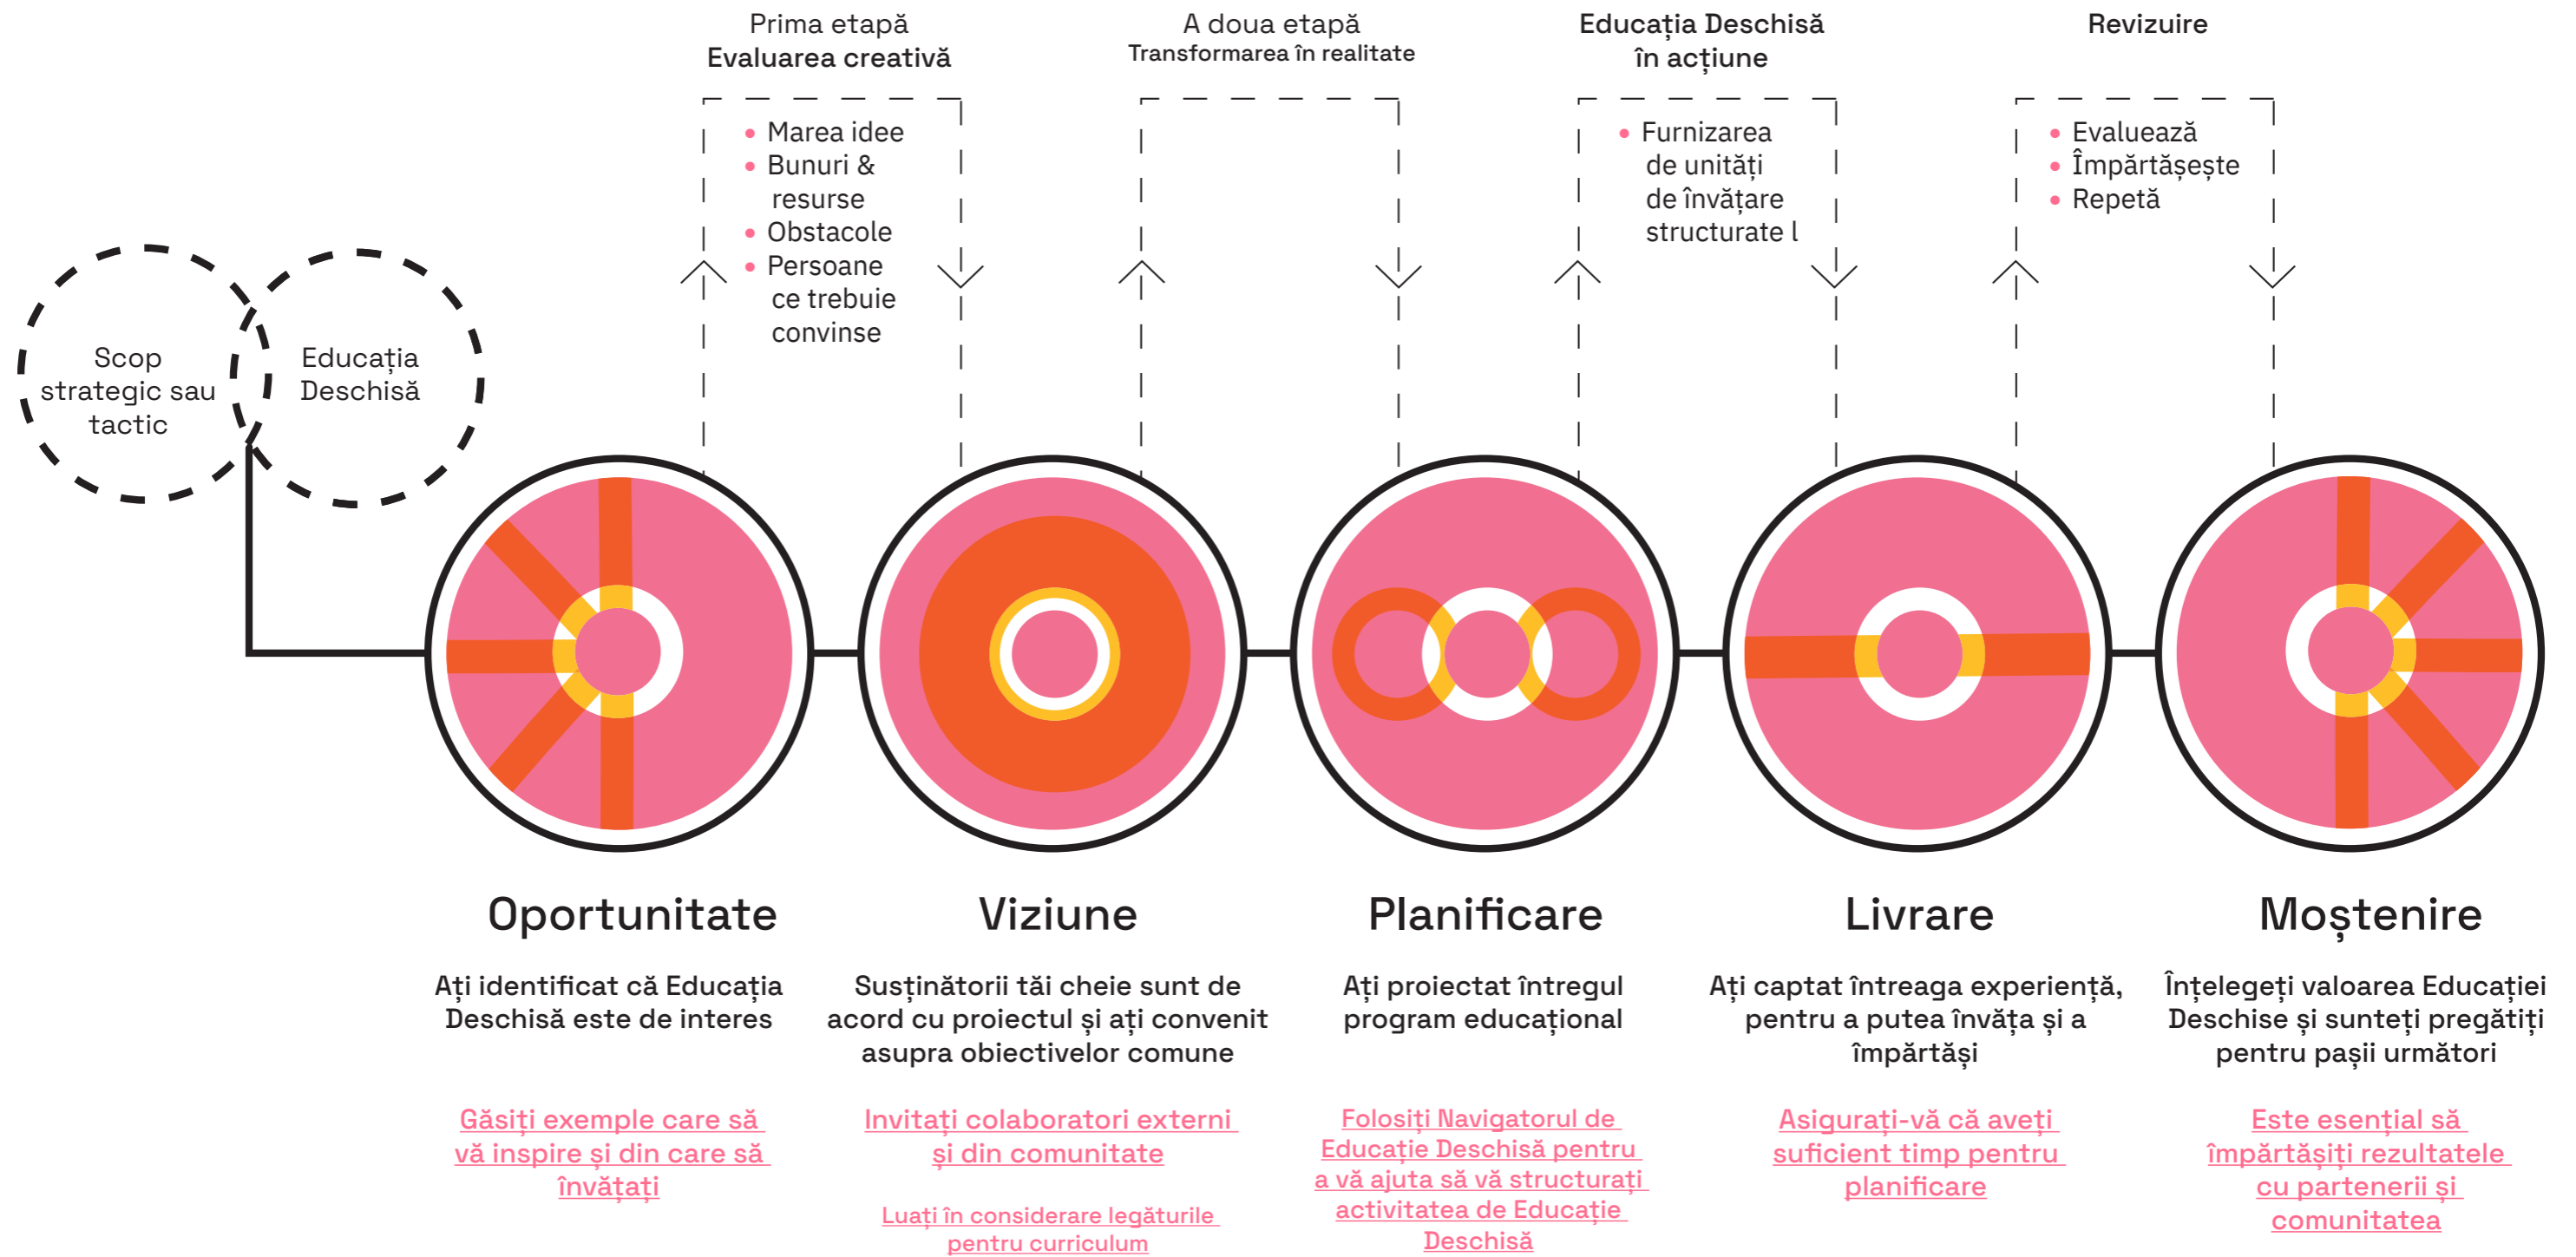 Prima etapă
Evaluarea creativă
A doua etapă
Transformarea în realitate
Educația Deschisă
în acțiune
Revizuire
• Marea idee
• Bunuri &
resurse
• Obstacole
• Persoane
ce trebuie
convinse
• Furnizarea
de unități
de învățare
structurate l
• Evaluează
• Împărtășește
• Repetă
Scop
strategic sau
tactic
Educația
Deschisă
Oportunitate
Ați identificat că Educația
Deschisă este de interes
Găsiți exemple care să
vă inspire și din care să
învățați
Viziune
Susținătorii tăi cheie sunt de
acord cu proiectul și ați convenit
asupra obiectivelor comune
Invitați colaboratori externi
și din comunitate
Luați în considerare legăturile
pentru curriculum
Planificare
Ați proiectat întregul
program educațional
Folosiți Navigatorul de
Educație Deschisă pentru
a vă ajuta să vă structurați
activitatea de Educație
Deschisă
Livrare
Ați captat întreaga experiență,
pentru a putea învăța și a
împărtăși
Asigurați-vă că aveți
suficient timp pentru
planificare
Moștenire
Înțelegeți valoarea Educației
Deschise și sunteți pregătiți
pentru pașii următori
Este esențial să
împărtășiți rezultatele
cu partenerii și
comunitatea